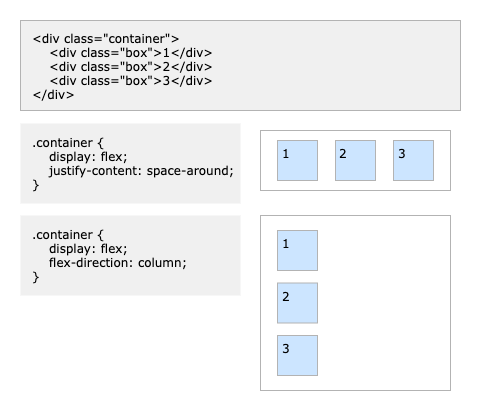 <div class="container">
    <div class="box">1</div>
    <div class="box">2</div>
    <div class="box">3</div>
</div>
.container {
    display: flex;
    justify-content: space-around;
}
1 2 3
.container {
    display: flex;
    flex-direction: column;
}
1
2
3